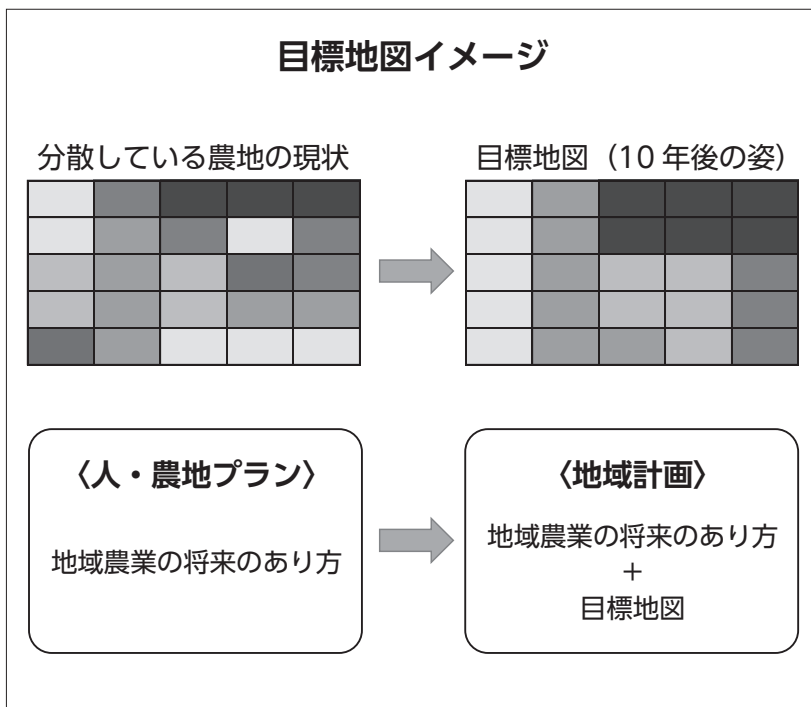 目標地図イメージ
分散している農地の現状
目標地図（10 年後の姿）
〈人・農地プラン〉
地域農業の将来のあり方
〈地域計画〉
地域農業の将来のあり方
＋
目標地図